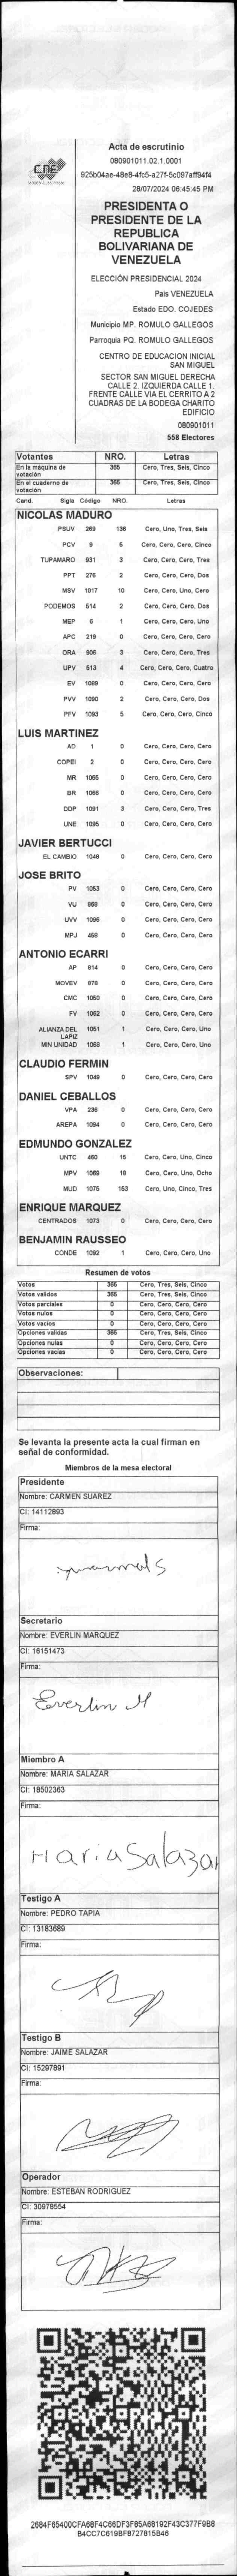 CNE
Acta de escrutinio
080901011.02.1.0001
925b04ae-48e8-4fc5-a27f-5c097aff94f4
28/07/2024 06:45:45 PM
PRESIDENTA O
PRESIDENTE DE LA
REPUBLICA
BOLIVARIANA DE
VENEZUELA
ELECCIÓN PRESIDENCIAL 2024
Pais VENEZUELA
Estado EDO. COJEDES
Municipio MP. ROMULO GALLEGOS
Parroquia PQ. ROMULO GALLEGOS
CENTRO DE EDUCACION INICIAL
SAN MIGUEL
SECTOR SAN MIGUEL DERECHA
CALLE 2. IZQUIERDA CALLE 1.
FRENTE CALLE VIA EL CERRITO A 2
CUADRAS DE LA BODEGA CHARITO
EDIFICIO
080901011
558 Electores
Votantes NRO. Letras
En la máquina de votación 365 Cero, Tres, Seis, Cinco
En el cuaderno de votación 365 Cero, Tres, Seis, Cinco
Cand. Sigla Código NRO. Letras
NICOLAS MADURO
PSUV 269 136 Cero, Uno, Tres, Seis
PCV 9 5 Cero, Cero, Cero, Cinco
TUPAMARO 931 3 Cero, Cero, Cero, Tres
PPT 276 2 Cero, Cero, Cero, Dos
MSV 1017 10 Cero, Cero, Uno, Cero
PODEMOS 514 2 Cero, Cero, Cero, Dos
MEP 6 1 Cero, Cero, Cero, Uno
APC 219 0 Cero, Cero, Cero, Cero
ORA 906 3 Cero, Cero, Cero, Tres
UPV 513 4 Cero, Cero, Cero, Cuatro
EV 1089 0 Cero, Cero, Cero, Cero
PVV 1090 2 Cero, Cero, Cero, Dos
PFV 1093 5 Cero, Cero, Cero, Cinco
LUIS MARTINEZ
AD 1 0 Cero, Cero, Cero, Cero
COPEI 2 0 Cero, Cero, Cero, Cero
MR 1065 0 Cero, Cero, Cero, Cero
BR 1066 0 Cero, Cero, Cero, Cero
DDP 1091 3 Cero, Cero, Cero, Tres
UNE 1095 0 Cero, Cero, Cero, Cero
JAVIER BERTUCCI
EL CAMBIO 1048 0 Cero, Cero, Cero, Cero
JOSE BRITO
PV 1053 0 Cero, Cero, Cero, Cero
VU 968 0 Cero, Cero, Cero, Cero
UVV 1096 0 Cero, Cero, Cero, Cero
MPJ 458 0 Cero, Cero, Cero, Cero
ANTONIO ECARRI
AP 814 0 Cero, Cero, Cero, Cero
MOVEV 878 0 Cero, Cero, Cero, Cero
CMC 1050 0 Cero, Cero, Cero, Cero
FV 1062 0 Cero, Cero, Cero, Cero
ALIANZA DEL LAPIZ 1051 1 Cero, Cero, Cero, Uno
MIN UNIDAD 1069 1 Cero, Cero, Cero, Uno
CLAUDIO FERMIN
SPV 1049 0 Cero, Cero, Cero, Cero
DANIEL CEBALLOS
VPA 236 0 Cero, Cero, Cero, Cero
AREPA 1094 0 Cero, Cero, Cero, Cero
EDMUNDO GONZALEZ
UNTC 460 15 Cero, Cero, Uno, Cinco
MPV 1069 18 Cero, Cero, Uno, Ocho
MUD 1075 153 Cero, Uno, Cinco, Tres
ENRIQUE MARQUEZ
CENTRADOS 1073 0 Cero, Cero, Cero, Cero
BENJAMIN RAUSSEO
CONDE 1092 1 Cero, Cero, Cero, Uno
Resumen de votos
Votos 365 Cero, Tres, Seis, Cinco
Votos validos 365 Cero, Tres, Seis, Cinco
Votos parciales 0 Cero, Cero, Cero, Cero
Votos nulos 0 Cero, Cero, Cero, Cero
Votos vacios 0 Cero, Cero, Cero, Cero
Opciones validas 365 Cero, Tres, Seis, Cinco
Opciones nulas 0 Cero, Cero, Cero, Cero
Opciones vacias 0 Cero, Cero, Cero, Cero
Observaciones:
Se levanta la presente acta la cual firman en
señal de conformidad.
Miembros de la mesa electoral
Presidente
Nombre: CARMEN SUAREZ
CI: 14112893
Firma:
Secretario
Nombre: EVERLIN MARQUEZ
CI: 16151473
Firma:
Everlin M
Miembro A
Nombre: MARIA SALAZAR
CI: 18502363
Firma:
Maria Salazar
Testigo A
Nombre: PEDRO TAPIA
CI: 13183689
Firma:
Testigo B
Nombre: JAIME SALAZAR
CI: 15297891
Firma:
Operador
Nombre: ESTEBAN RODRIGUEZ
CI: 30978554
Firma:
2684F65400CFA6BF4C66DF3F85A68192F43C377F9B8
B4CC7C619BFB727815B46